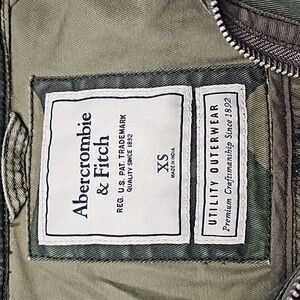 Abercrombie
& Fitch
REG. U.S. PAT. TRADEMARK
QUALITY SINCE 1892
XS
MADE IN INDIA
UTILITY OUTERWEAR
Premium Craftsmanship Since 1892